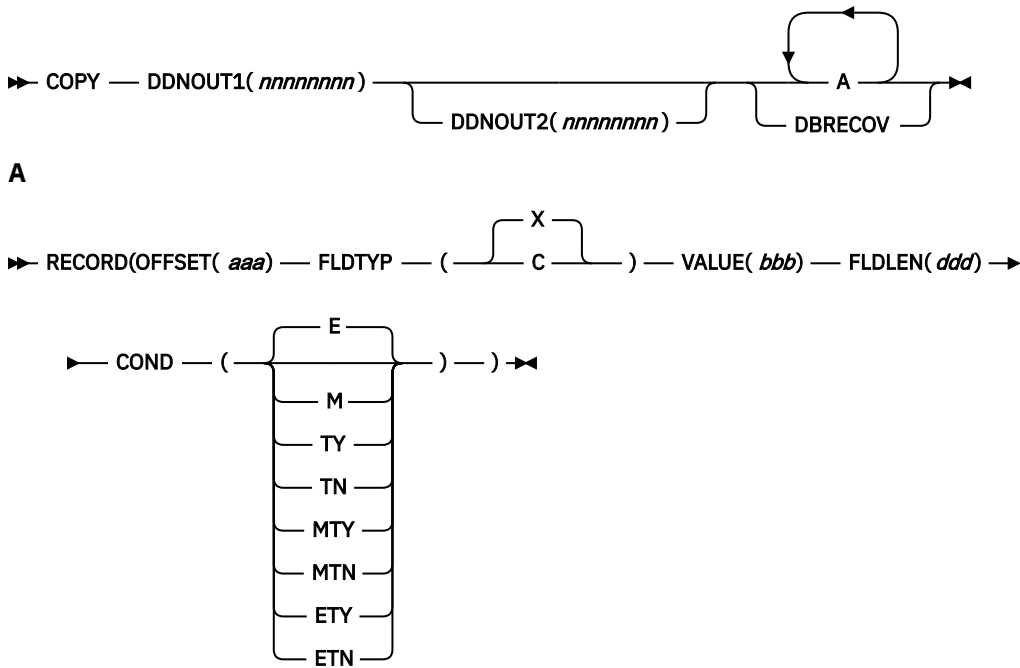 A
COPY DDNOUT1( nnnnnnnn )
DDNOUT2( nnnnnnnn ) DBRECOV
A
X
RECORD(OFFSET( aaa) FLDTYP ( C ) VALUE( bbb) FLDLEN( ddd)
E
COND ( ) )
M
TY
TN
MTY
MTN
ETY
ETN